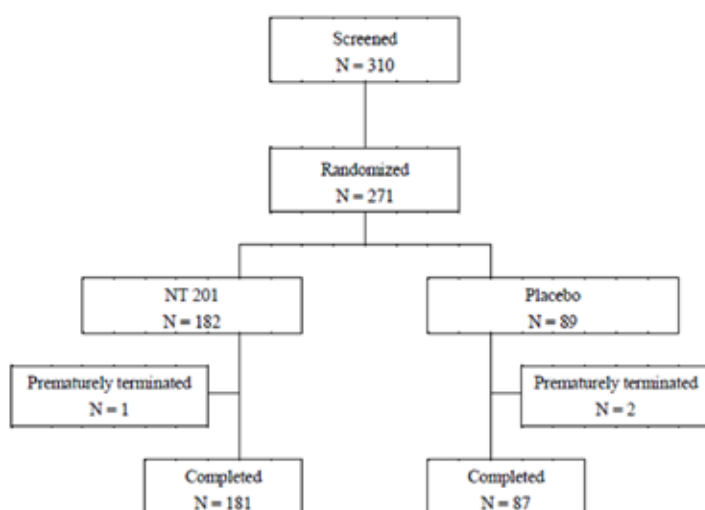 Screened
N = 310
Randomized
N = 271
NT 201
N = 182
Placebo
N = 89
Prematurely terminated
N = 1
Prematurely terminated
N = 2
Completed
N = 181
Completed
N = 87